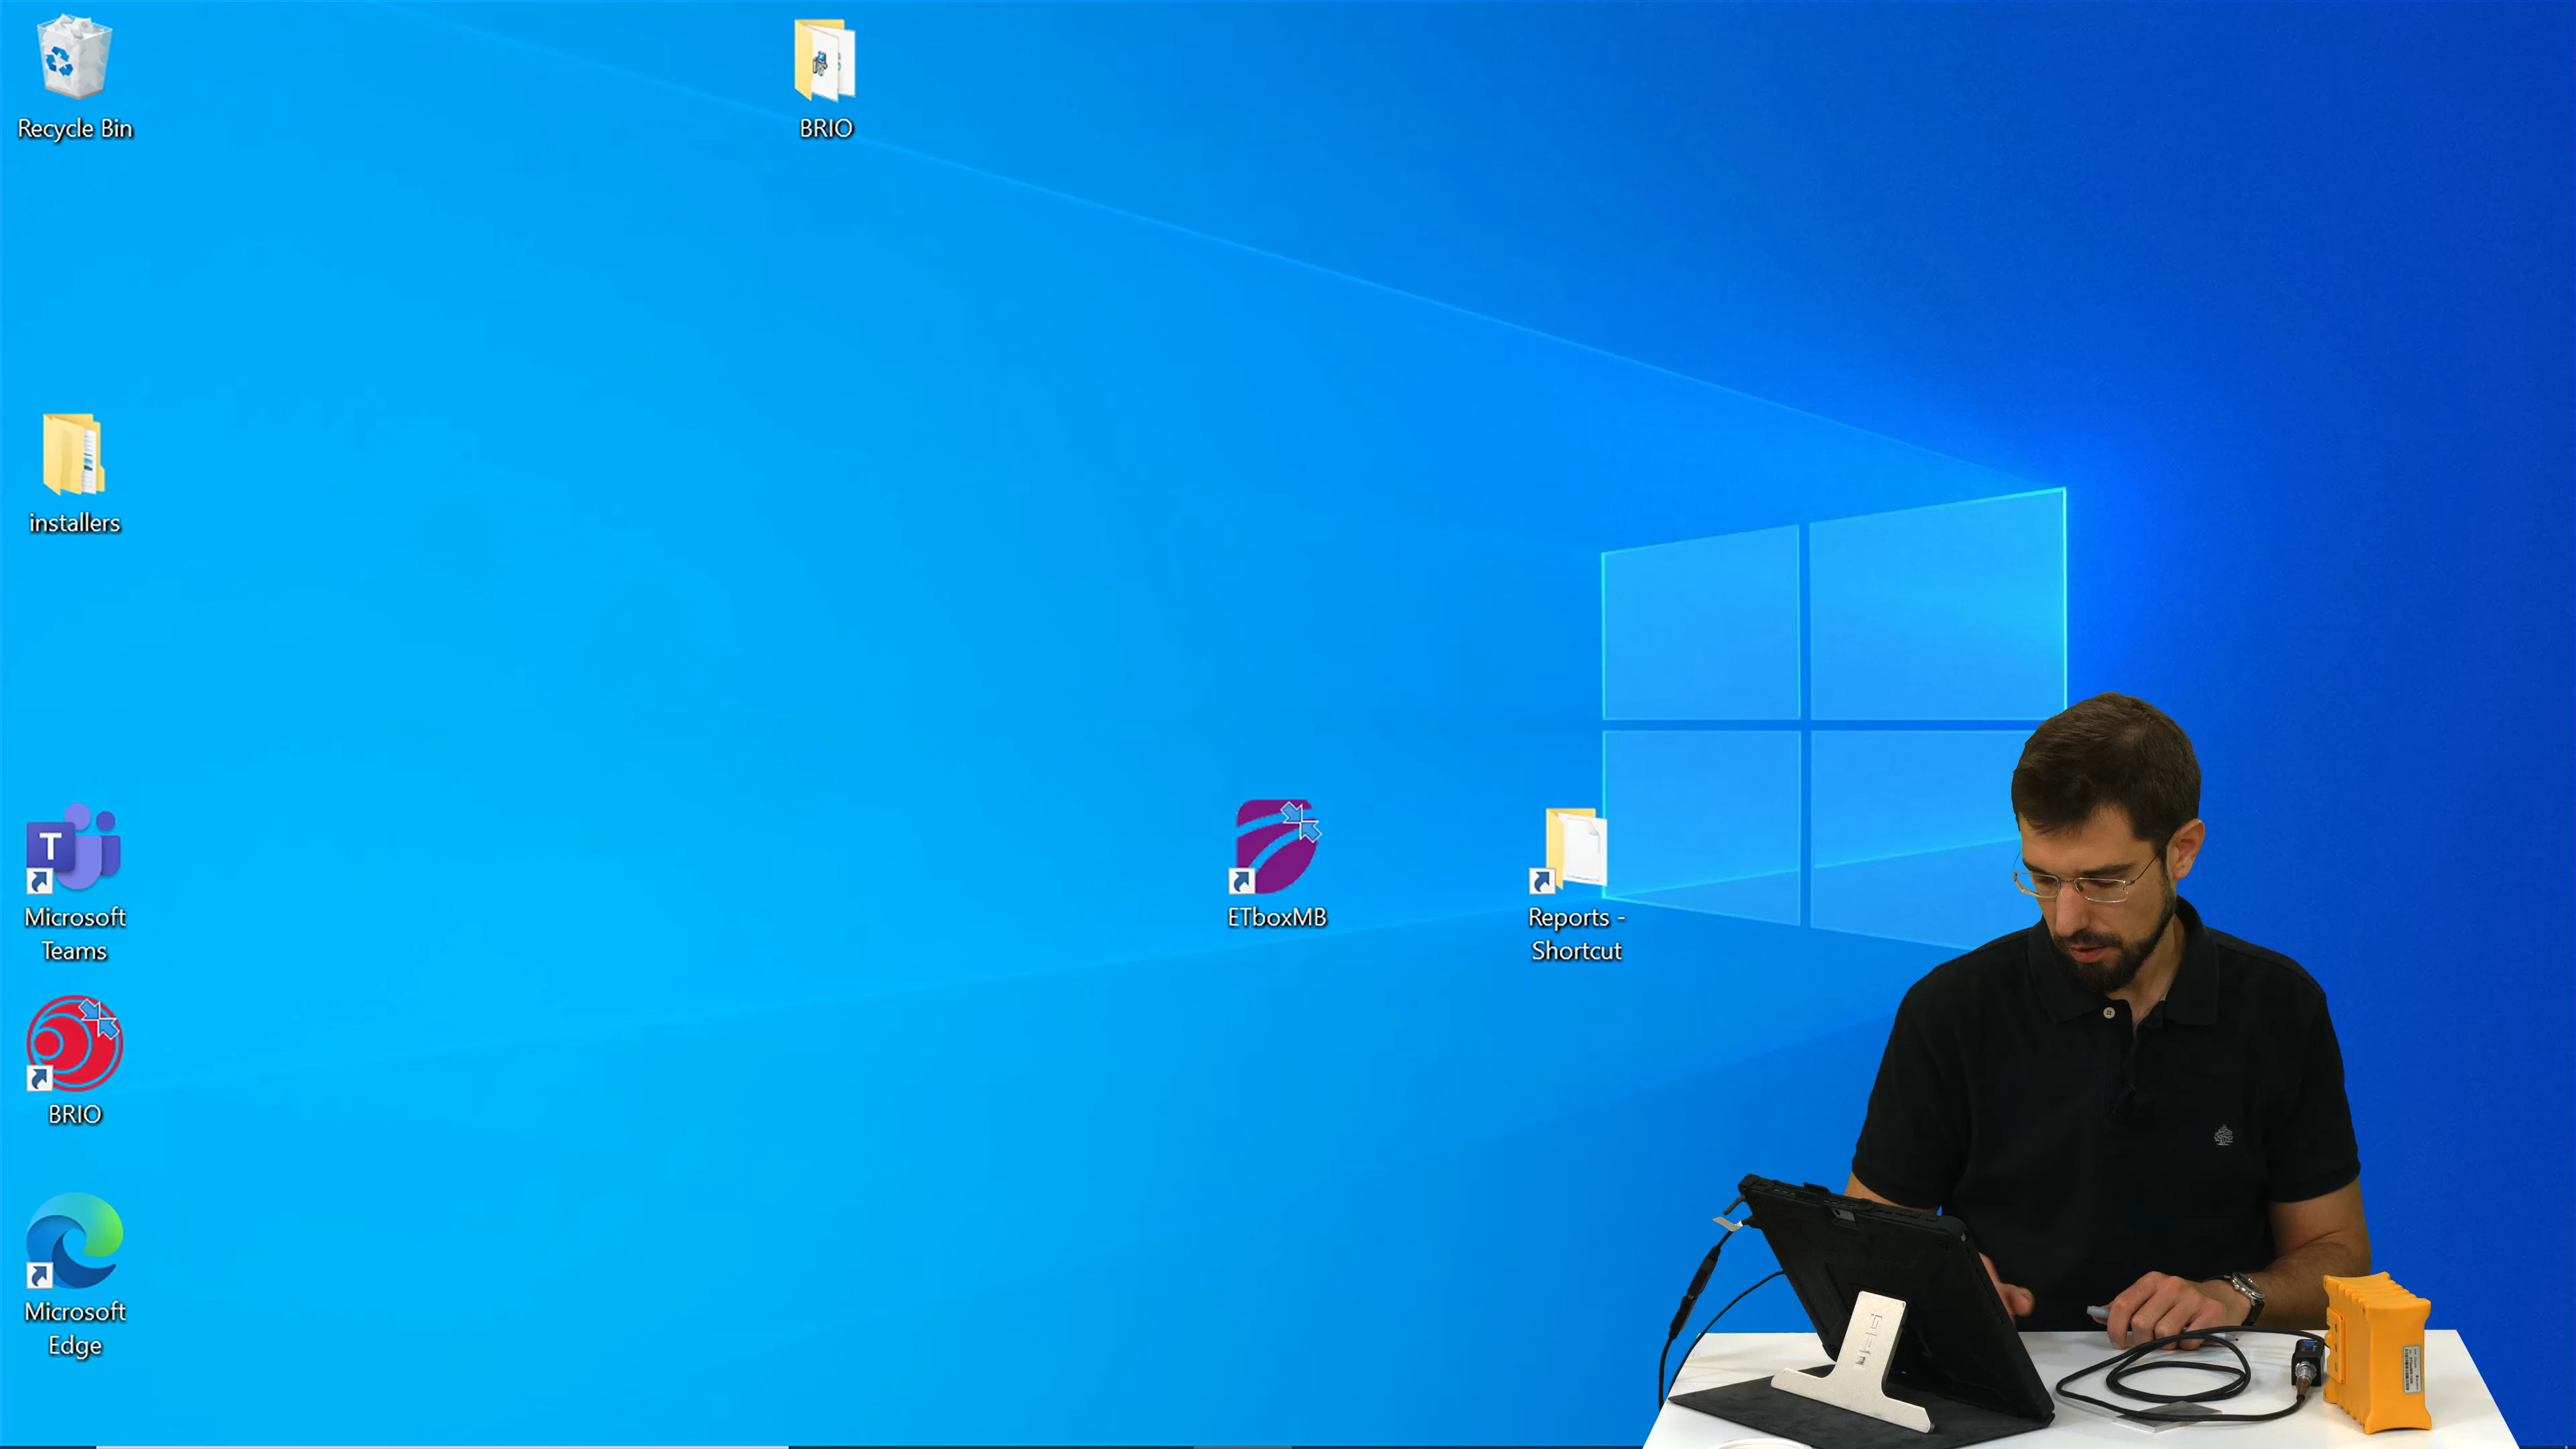 Recycle Bin
BRIO
installers
T
Microsoft
Teams
ETboxMB
Reports -
Shortcut
BRIO
Microsoft
Edge